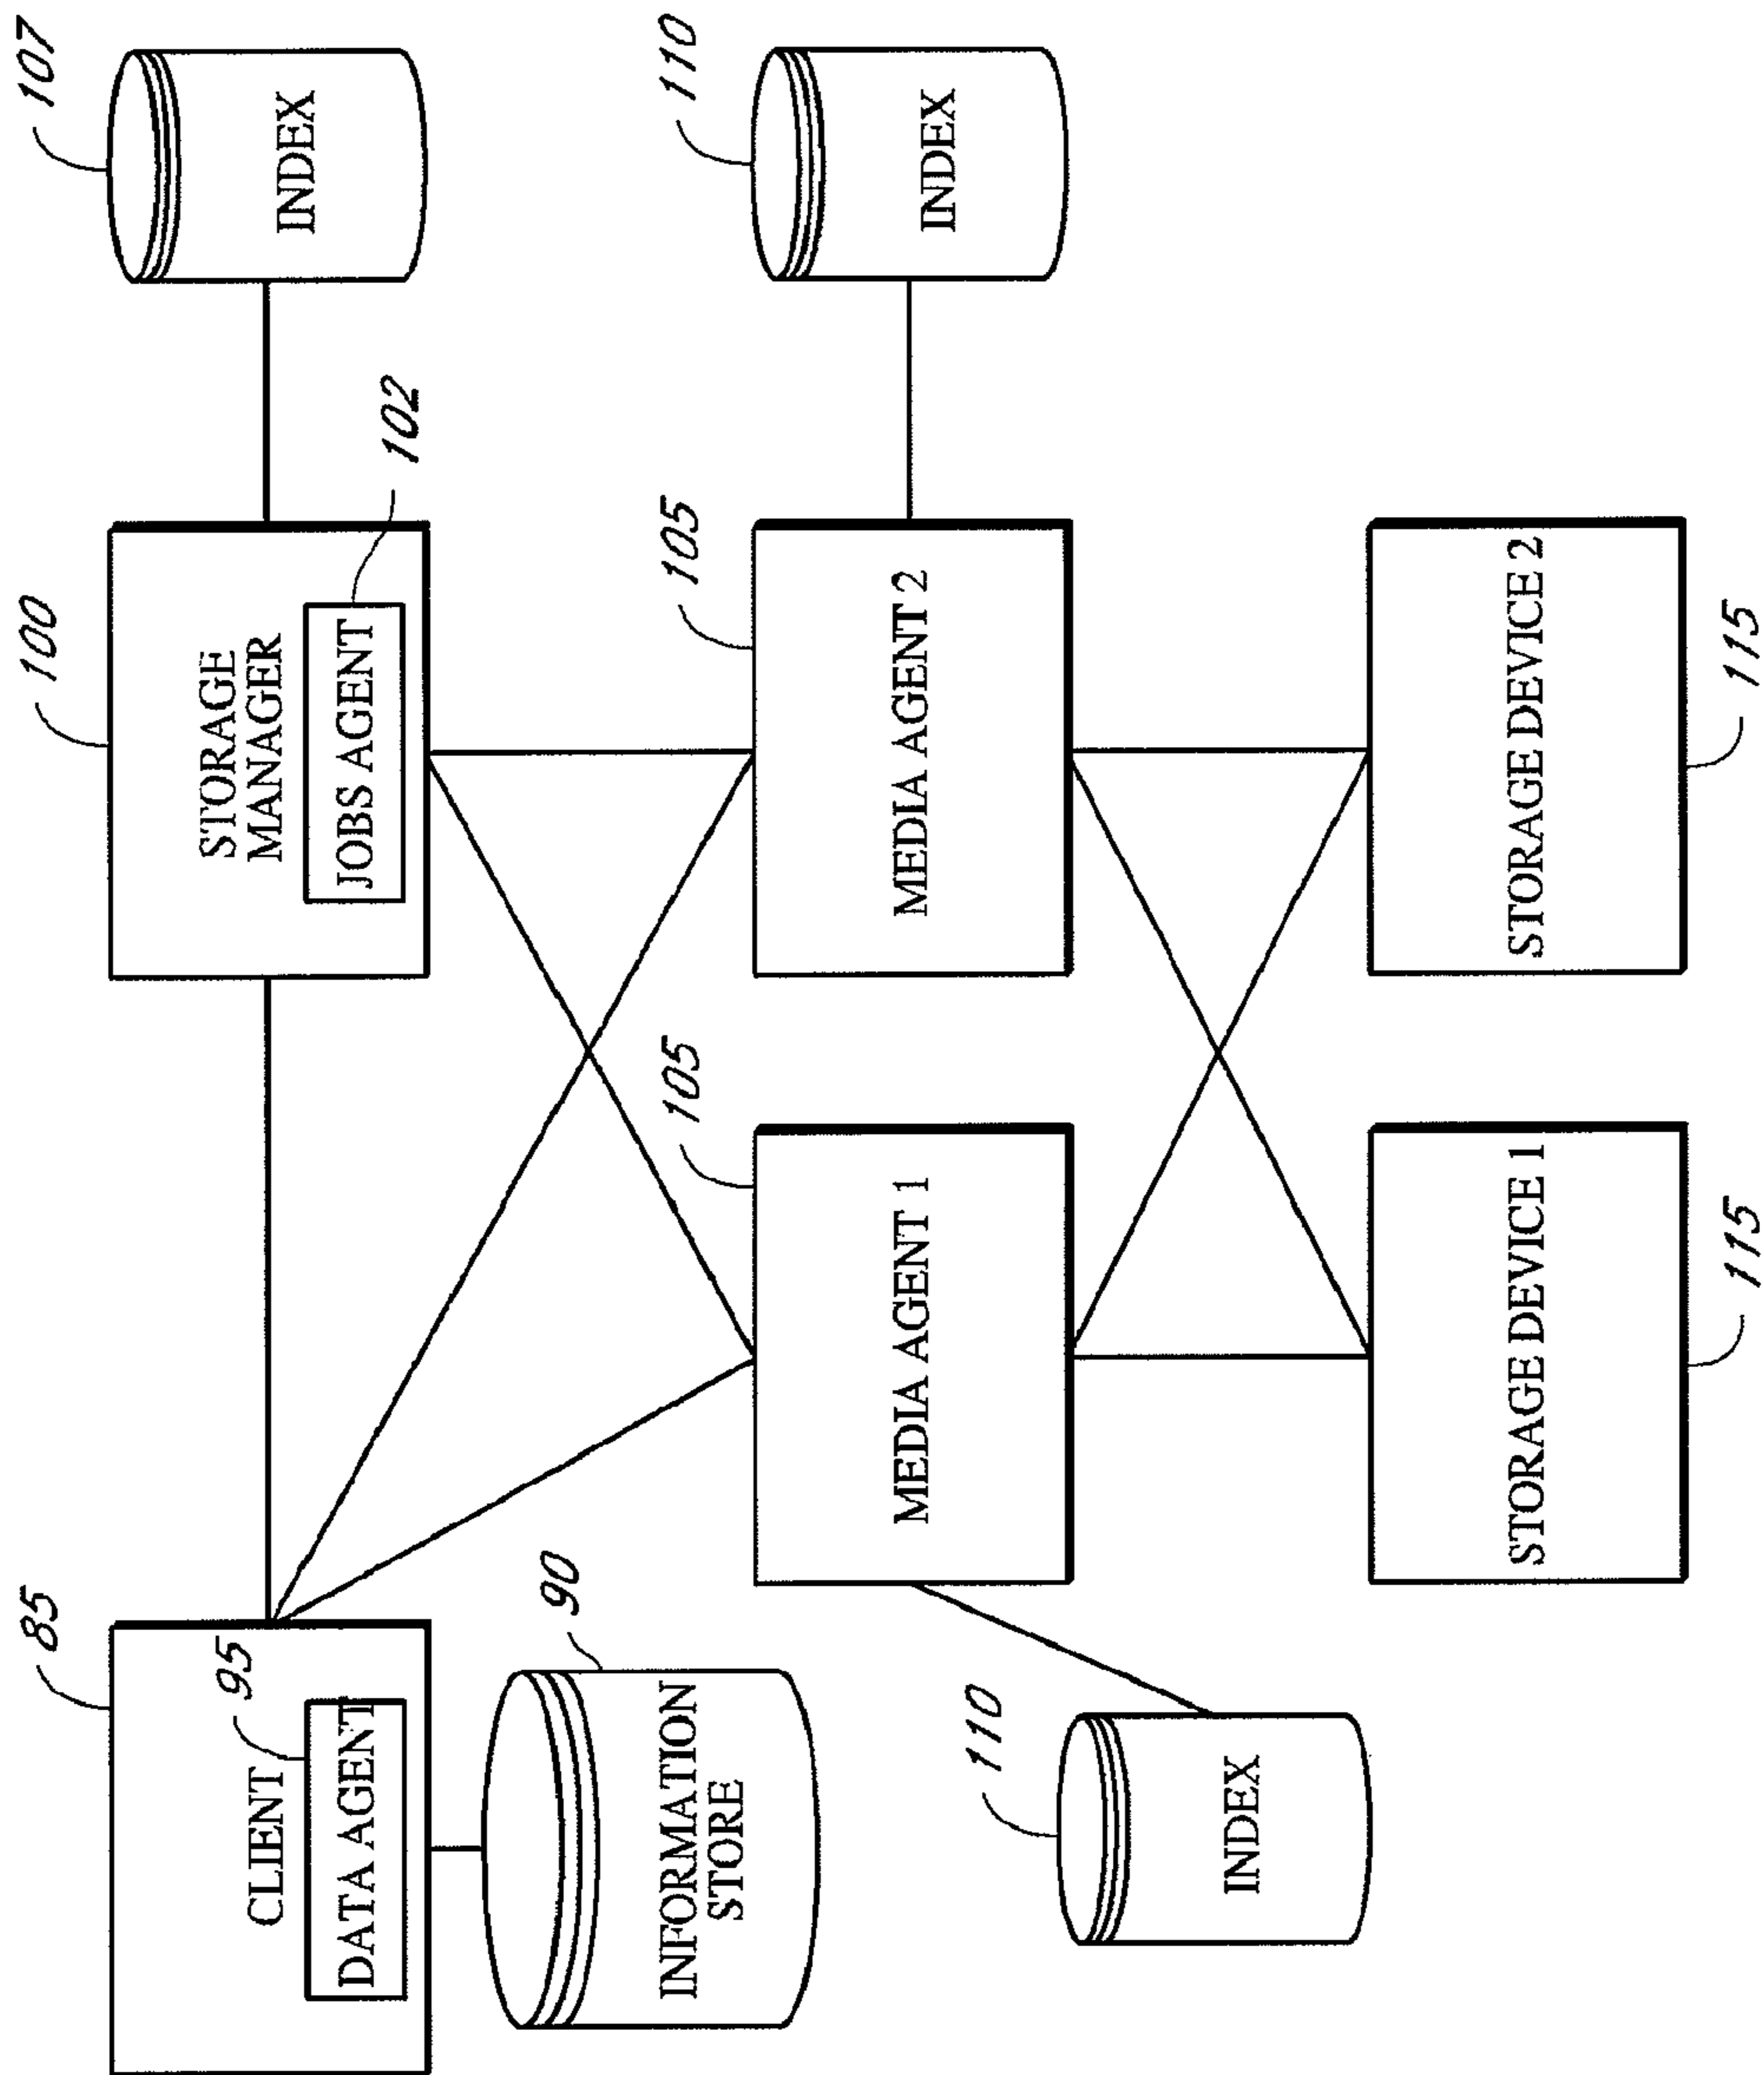 85
95
CLIENT
DATA AGENT
90
INFORMATION
STORE
100
STORAGE
MANAGER
JOBS AGENT
102
107
INDEX
105
MEDIA AGENT 1
105
MEDIA AGENT 2
110
INDEX
110
INDEX
STORAGE DEVICE 1
115
STORAGE DEVICE 2
115